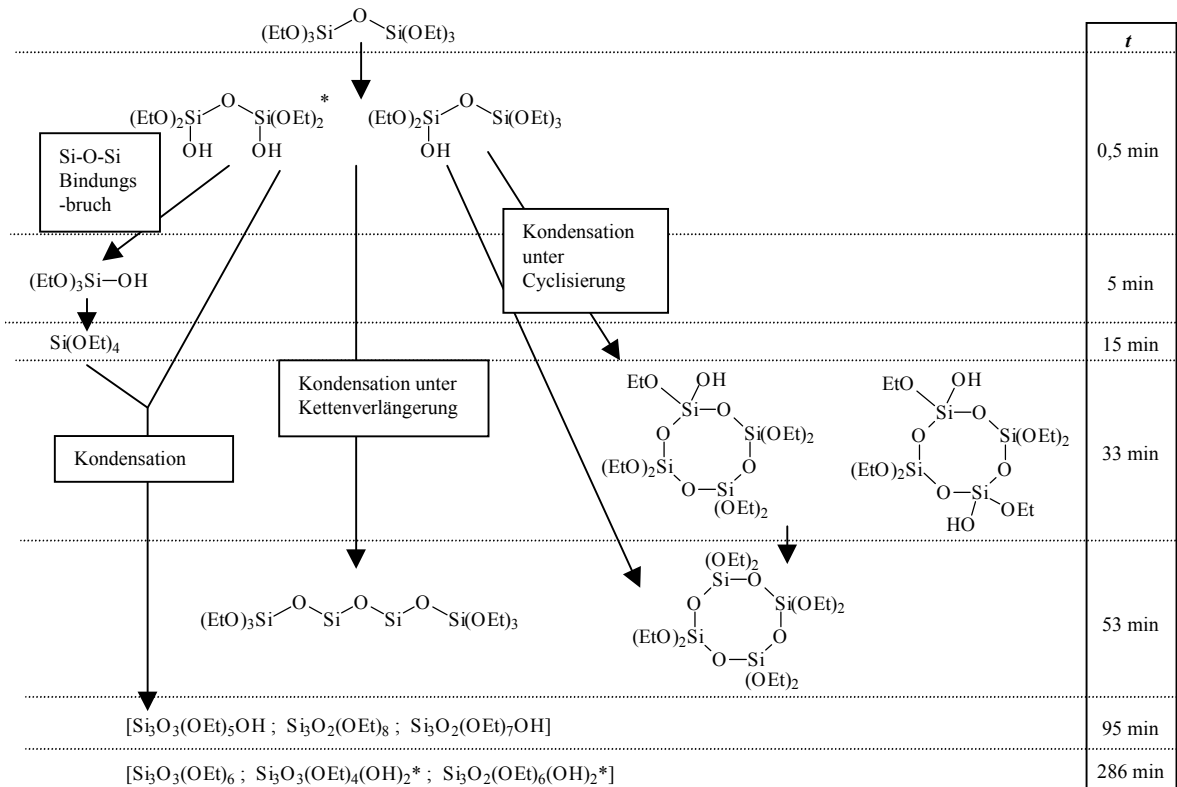 O
(EtO)₃Si Si(OEt)₃
t
O * O
(EtO)₂Si Si(OEt)₂ (EtO)₂Si Si(OEt)₃
OH OH OH
0,5 min
Si-O-Si
Bindungs
-bruch
Kondensation
unter
Cyclisierung
(EtO)₃Si—OH
5 min
Si(OEt)₄
15 min
Kondensation unter
Kettenverlängerung
Kondensation
EtO OH
Si O
O Si(OEt)₂
(EtO)₂Si O
O Si
(OEt)₂
EtO OH
Si O
O Si(OEt)₂
(EtO)₂Si O
O Si
HO OEt
33 min
O O O
(EtO)₃Si Si Si Si(OEt)₃
(OEt)₂
Si O
O Si(OEt)₂
(EtO)₂Si O
O Si
(OEt)₂
53 min
[Si₃O₃(OEt)₅OH ; Si₃O₂(OEt)₈ ; Si₃O₂(OEt)₇OH]
95 min
[Si₃O₃(OEt)₆ ; Si₃O₃(OEt)₄(OH)₂* ; Si₃O₂(OEt)₆(OH)₂*]
286 min